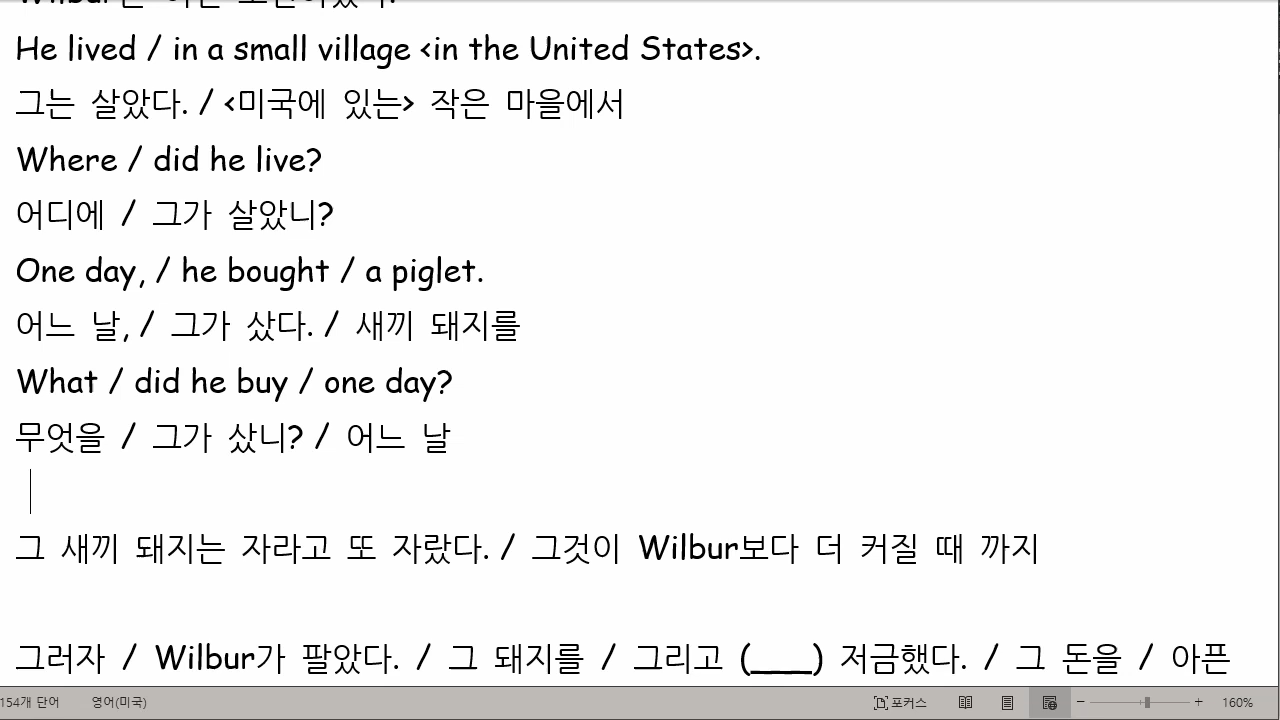 He lived / in a small village <in the United States>.
그는 살았다. / <미국에 있는> 작은 마을에서
Where / did he live?
어디에 / 그가 살았니?
One day, / he bought / a piglet.
어느 날, / 그가 샀다. / 새끼 돼지를
What / did he buy / one day?
무엇을 / 그가 샀니? / 어느 날
그 새끼 돼지는 자라고 또 자랐다. / 그것이 Wilbur보다 더 커질 때 까지
그러자 / Wilbur가 팔았다. / 그 돼지를 / 그리고 (____) 저금했다. / 그 돈을 / 아픈
154개 단어 영어(미국) 포커스 − + 160%